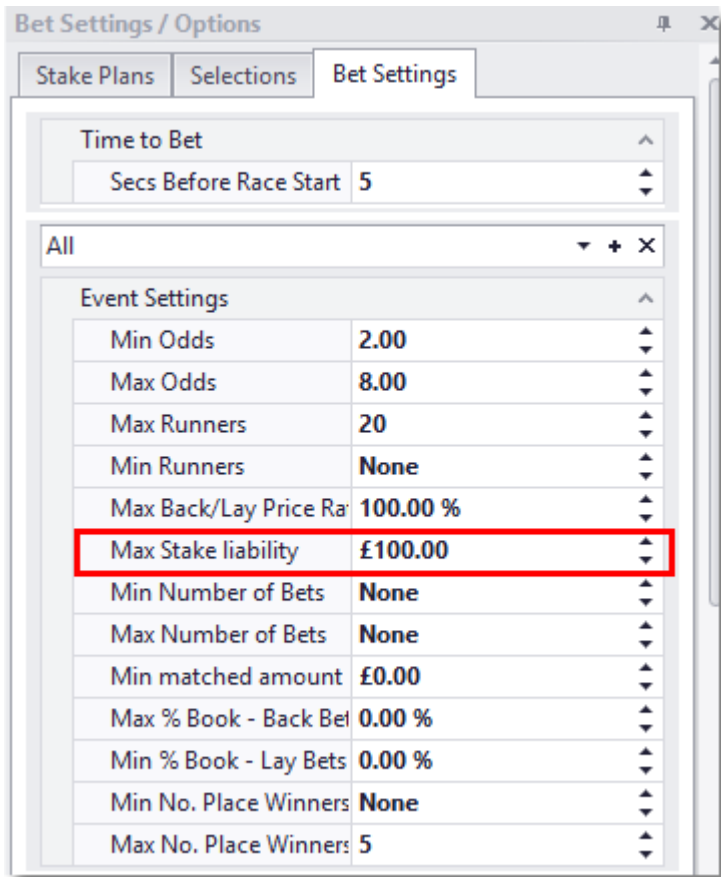 Bet Settings / Options
Stake Plans Selections Bet Settings
Time to Bet
Secs Before Race Start 5
All
Event Settings
Min Odds 2.00
Max Odds 8.00
Max Runners 20
Min Runners None
Max Back/Lay Price Ra 100.00 %
Max Stake liability £100.00
Min Number of Bets None
Max Number of Bets None
Min matched amount £0.00
Max % Book - Back Bet 0.00 %
Min % Book - Lay Bets 0.00 %
Min No. Place Winners None
Max No. Place Winners 5